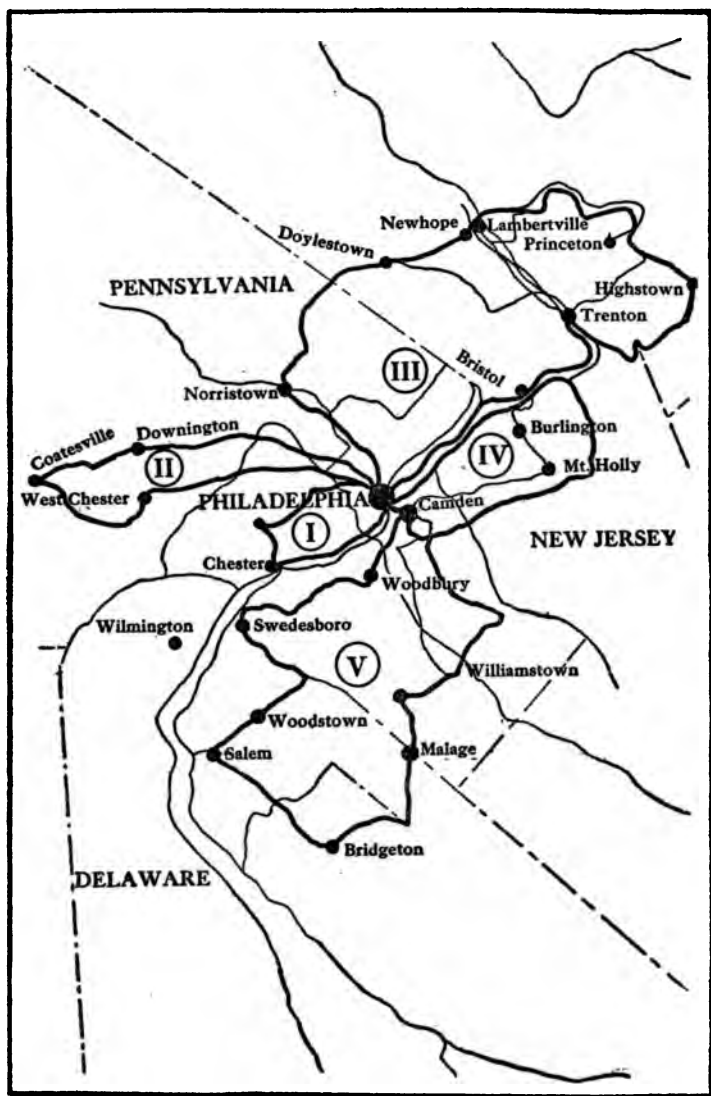 Newhope
Lambertville
Doylestown
Princeton
PENNSYLVANIA
Highstown
Trenton
III
Bristol
Norristown
Coatesville
Downington
Burlington
II
IV
West Chester
Mt. Holly
PHILADELPHIA
Camden
I
NEW JERSEY
Chester
Woodbury
Wilmington
Swedesboro
V
Williamstown
Woodstown
Salem
Malage
Bridgeton
DELAWARE